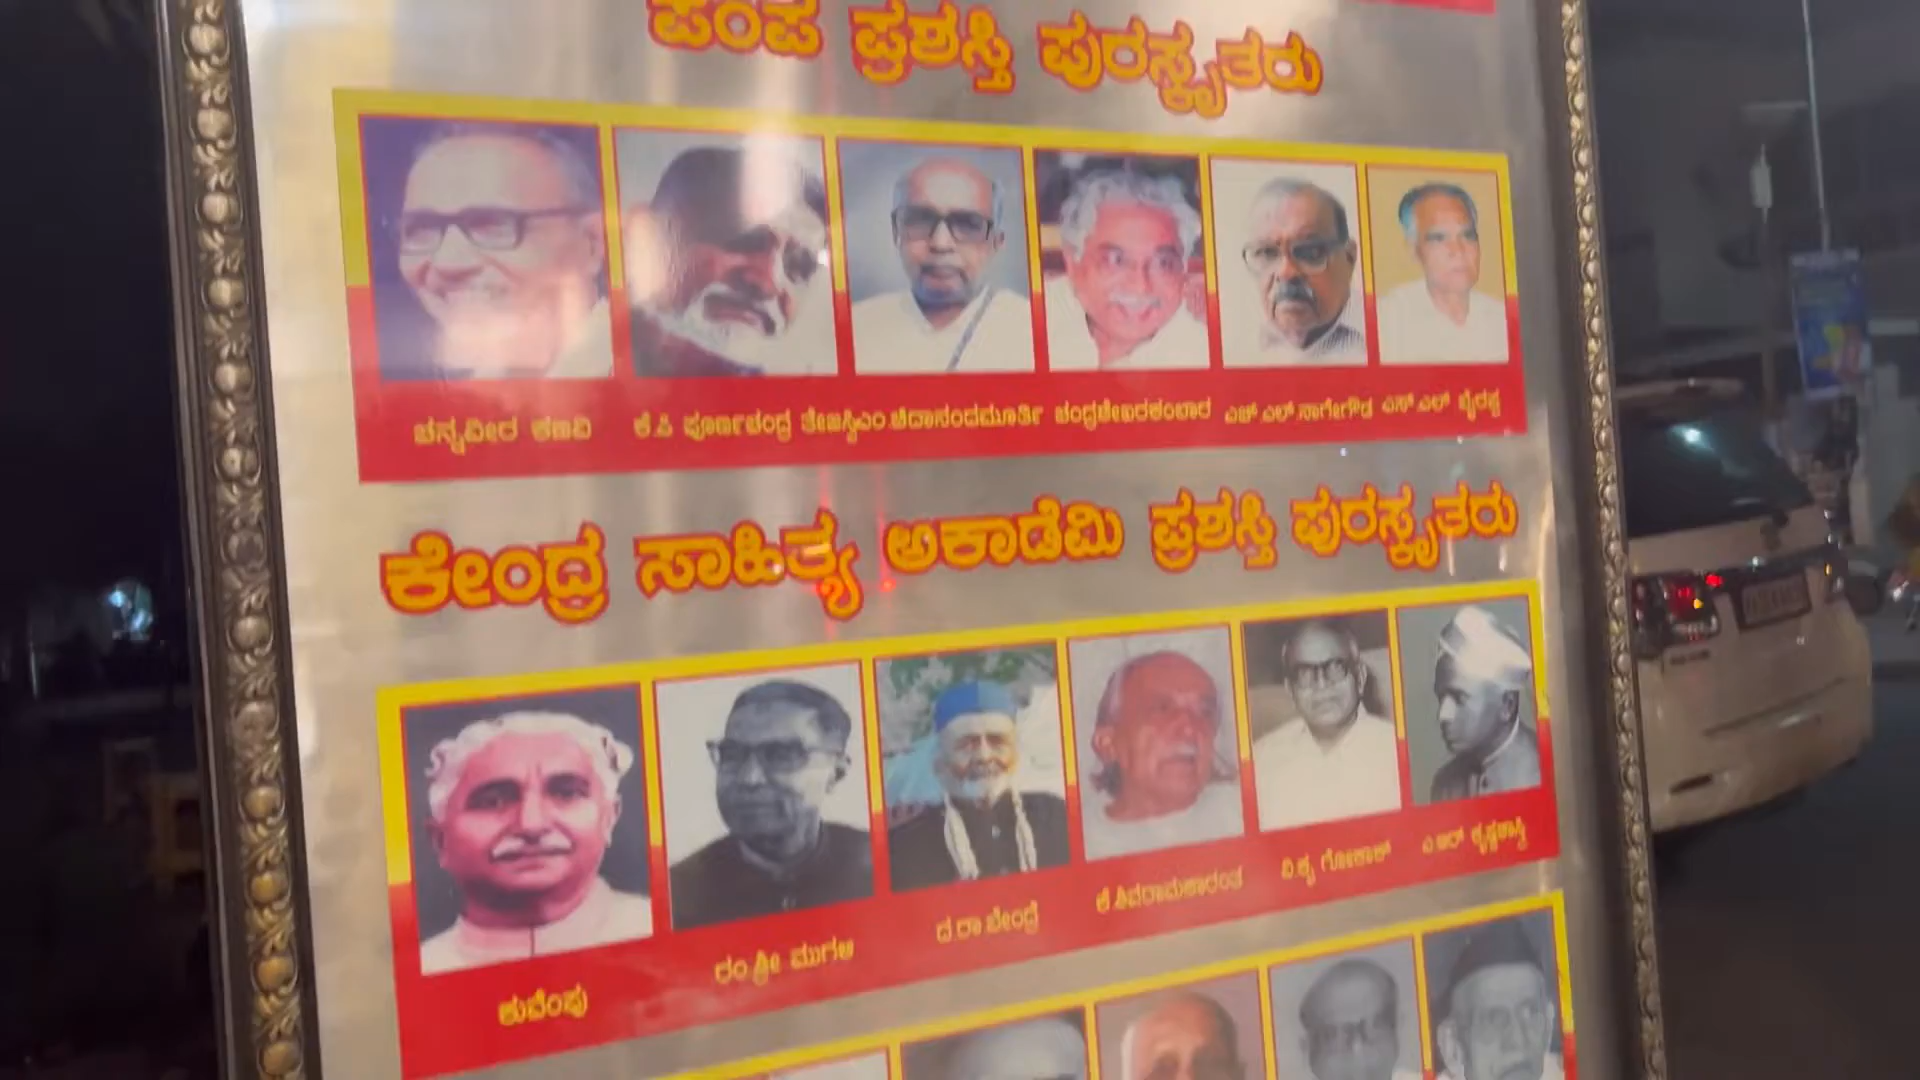 ಪಂಪ ಪ್ರಶಸ್ತಿ ಪುರಸ್ಕೃತರು
ಚನ್ನವೀರ ಕಣವಿ ಕೆ.ಪಿ ಪೂರ್ಣಚಂದ್ರ ತೇಜಸ್ವಿ ಎಂ.ಚಿದಾನಂದಮೂರ್ತಿ ಚಂದ್ರಶೇಖರಕಂಬಾರ ಎಚ್.ಎಲ್.ನಾಗೇಗೌಡ ಎಸ್.ಎಲ್ ಬೈರಪ್ಪ
ಕೇಂದ್ರ ಸಾಹಿತ್ಯ ಅಕಾಡೆಮಿ ಪ್ರಶಸ್ತಿ ಪುರಸ್ಕೃತರು
ಕುವೆಂಪು ರಂ.ಶ್ರೀ ಮುಗಳಿ ದ.ರಾ.ಬೇಂದ್ರೆ ಕೆ.ಶಿವರಾಮಕಾರಂತ ವಿ.ಕೃ ಗೋಕಾಕ್ ಎ.ಆರ್ ಕೃಷ್ಣಶಾಸ್ತ್ರಿ